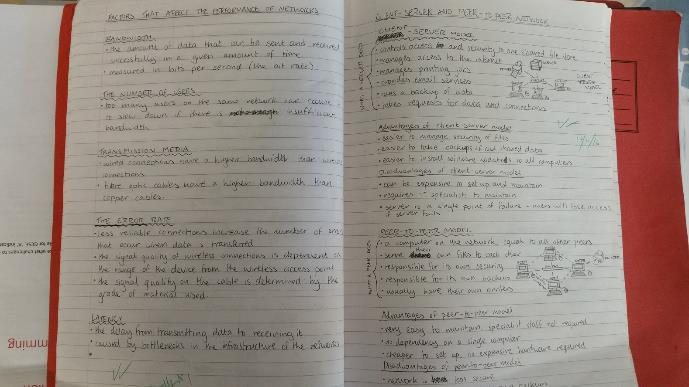 FACTORS THAT AFFECT THE PERFORMANCE OF NETWORKS
BANDWIDTH
• the amount of data that can be sent and received
successfully in a given amount of time
• measured in bits per second (the bit rate).
THE NUMBER OF USERS
• too many users on the same network can cause it
to slow down if there is insufficient
bandwidth
TRANSMISSION MEDIA
• wired connections have a higher bandwidth than wireless
connections.
• fibre optic cables have a higher bandwidth than
copper cables.
THE ERROR RATE
• less reliable connections increase the number of errors
that occur when data is transferred
• the signal quality of wireless connections is dependent on
the range of the device from the wireless access point
• the signal quality on the cable is determined by the
grade of material used.
LATENCY
• the delay from transmitting data to receiving it
• caused by bottlenecks in the infrastructure of the networks
CLIENT-SERVER AND PEER-TO-PEER NETWORK
CLIENT
-SERVER MODEL
• controls access and security to one shared file store
• manages access to the internet
• manages printing jobs
• provides email services
• runs a backup of data
• takes requests for data and connections
CLIENT
SERVER
MODEL
Advantages of client server model
• easier to manage security of files
• easier to take backups of all shared data
• easier to install software updates to all computers
Disadvantages of client server model
• can be expensive to set up and maintain
• requires specialists to maintain
• server is a single point of failure - users will lose access
if server fails
PEER-TO-PEER MODEL
• a computer on the network equal to all other peers
• serve their own files to each other
• responsible for its own security
• responsible for its own backup
• usually have their own printers
Advantages of peer-to-peer model
• very easy to maintain, specialist staff not required
• no dependency on a single computer
• cheaper to set up, no expensive hardware required
Disadvantages of peer-to-peer model
• network is less secure